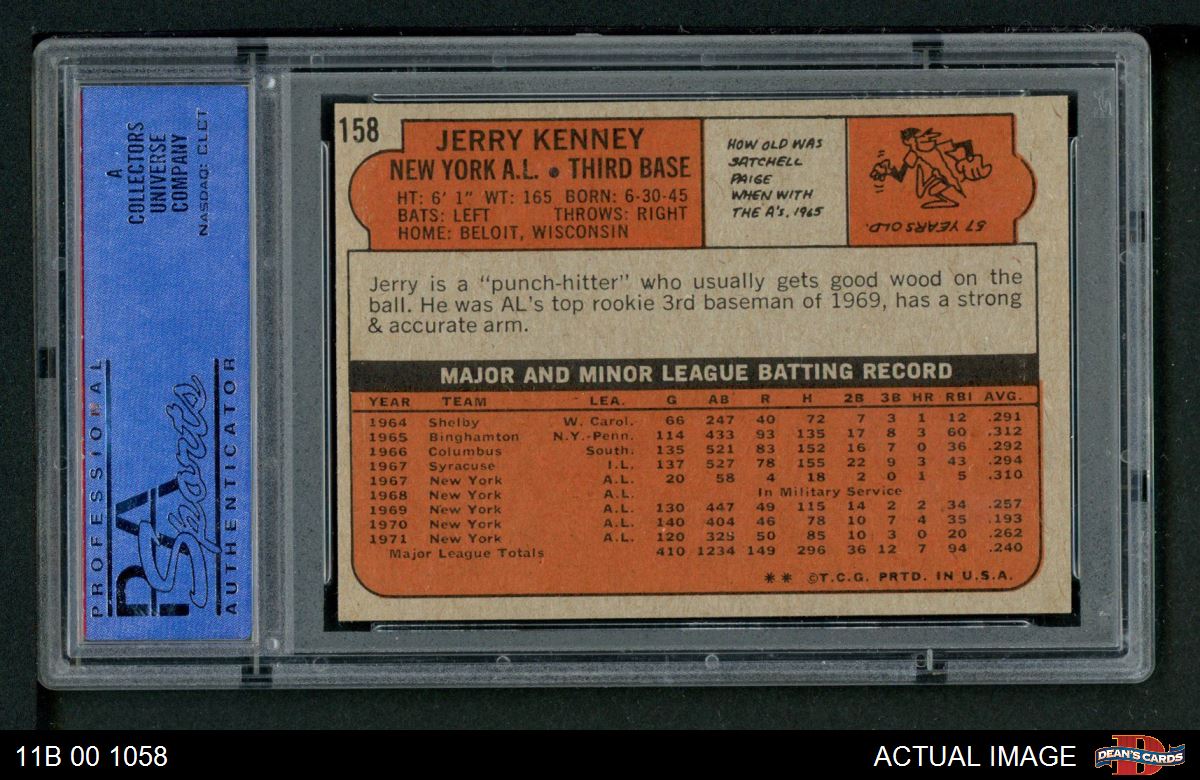 A
COLLECTORS
UNIVERSE
COMPANY
NASDAQ: CLCT
PROFESSIONAL
PSA
Sports
AUTHENTICATOR
158
JERRY KENNEY
NEW YORK A.L. • THIRD BASE
HT: 6' 1" WT: 165 BORN: 6-30-45
BATS: LEFT THROWS: RIGHT
HOME: BELOIT, WISCONSIN
HOW OLD WAS
SATCHELL
PAIGE
WHEN WITH
THE A's, 1965
57 YEARS OLD.
Jerry is a "punch-hitter" who usually gets good wood on the
ball. He was AL's top rookie 3rd baseman of 1969, has a strong
& accurate arm.
MAJOR AND MINOR LEAGUE BATTING RECORD
YEAR TEAM LEA. G AB R H 2B 3B HR RBI AVG.
1964 Shelby W. Carol. 66 247 40 72 7 3 1 12 .291
1965 Binghamton N.Y.-Penn. 114 433 93 135 17 8 3 60 .312
1966 Columbus South. 135 521 83 152 16 7 0 36 .292
1967 Syracuse I.L. 137 527 78 155 22 9 3 43 .294
1967 New York A.L. 20 58 4 18 2 0 1 5 .310
1968 New York A.L. In Military Service
1969 New York A.L. 130 447 49 115 14 2 2 34 .257
1970 New York A.L. 140 404 46 78 10 7 4 35 .193
1971 New York A.L. 120 325 50 85 10 3 0 20 .262
Major League Totals 410 1234 149 296 36 12 7 94 .240
** ©T.C.G. PRTD. IN U.S.A.
11B 00 1058
ACTUAL IMAGE
DEAN'S CARDS